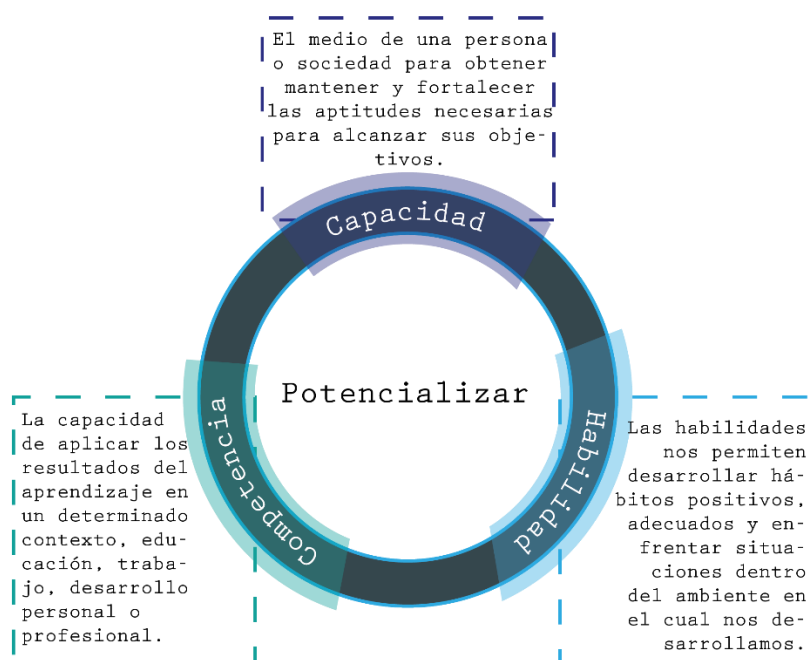 El medio de una persona
o sociedad para obtener
mantener y fortalecer
las aptitudes necesarias
para alcanzar sus obje-
tivos.
Capacidad
Potencializar
Competencia
Habilidad
La capacidad
de aplicar los
resultados del
aprendizaje en
un determinado
contexto, edu-
cación, traba-
jo, desarrollo
personal o
profesional.
Las habilidades
nos permiten
desarrollar há-
bitos positivos,
adecuados y en-
frentar situa-
ciones dentro
del ambiente en
el cual nos de-
sarrollamos.